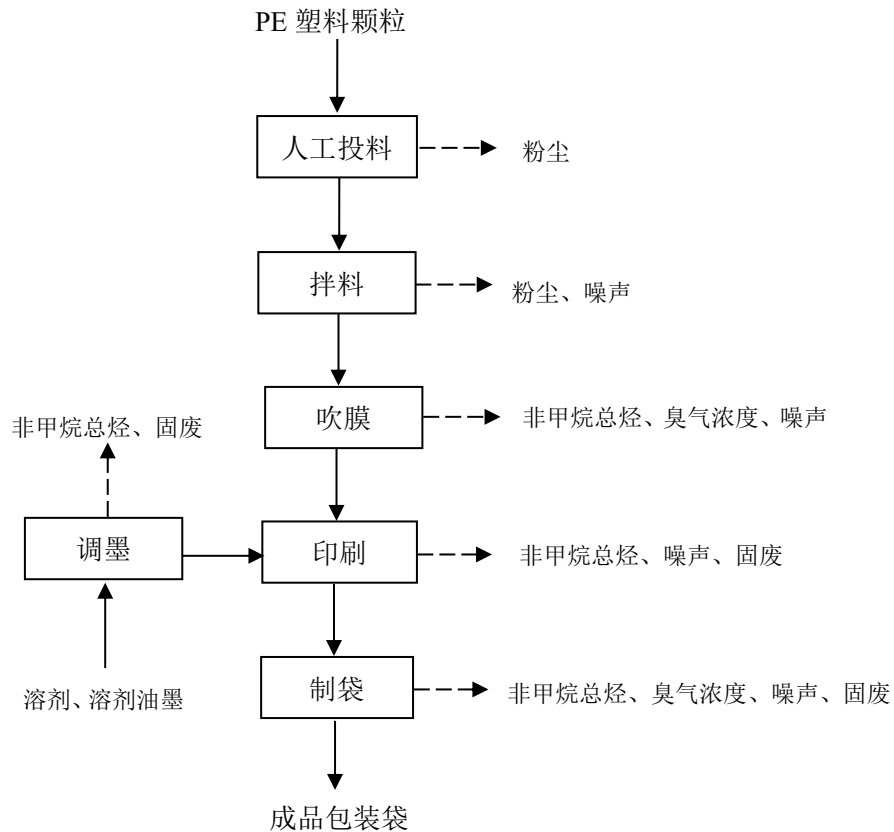 PE 塑料颗粒
人工投料
粉尘
拌料
粉尘、噪声
吹膜
非甲烷总烃、臭气浓度、噪声
非甲烷总烃、固废
调墨
印刷
非甲烷总烃、噪声、固废
溶剂、溶剂油墨
制袋
非甲烷总烃、臭气浓度、噪声、固废
成品包装袋